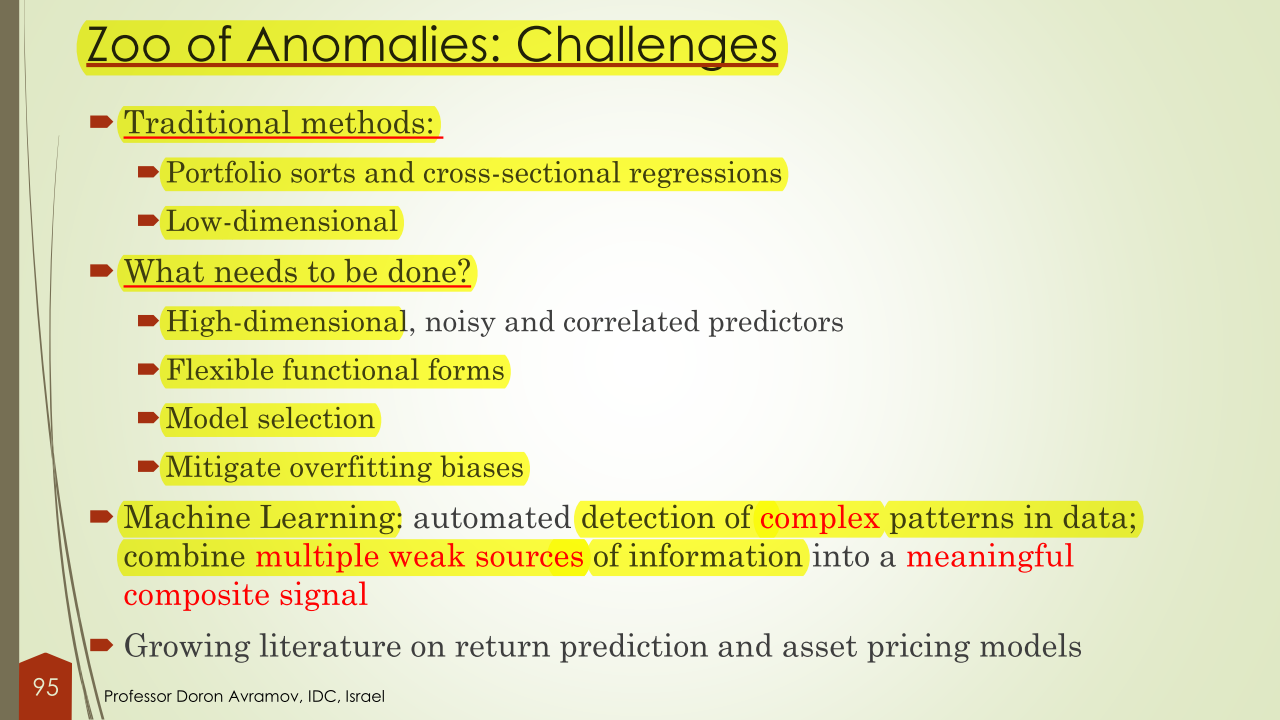 Zoo of Anomalies: Challenges
Traditional methods:
Portfolio sorts and cross-sectional regressions
Low-dimensional
What needs to be done?
High-dimensional, noisy and correlated predictors
Flexible functional forms
Model selection
Mitigate overfitting biases
Machine Learning: automated detection of complex patterns in data;
combine multiple weak sources of information into a meaningful
composite signal
Growing literature on return prediction and asset pricing models
95
Professor Doron Avramov, IDC, Israel